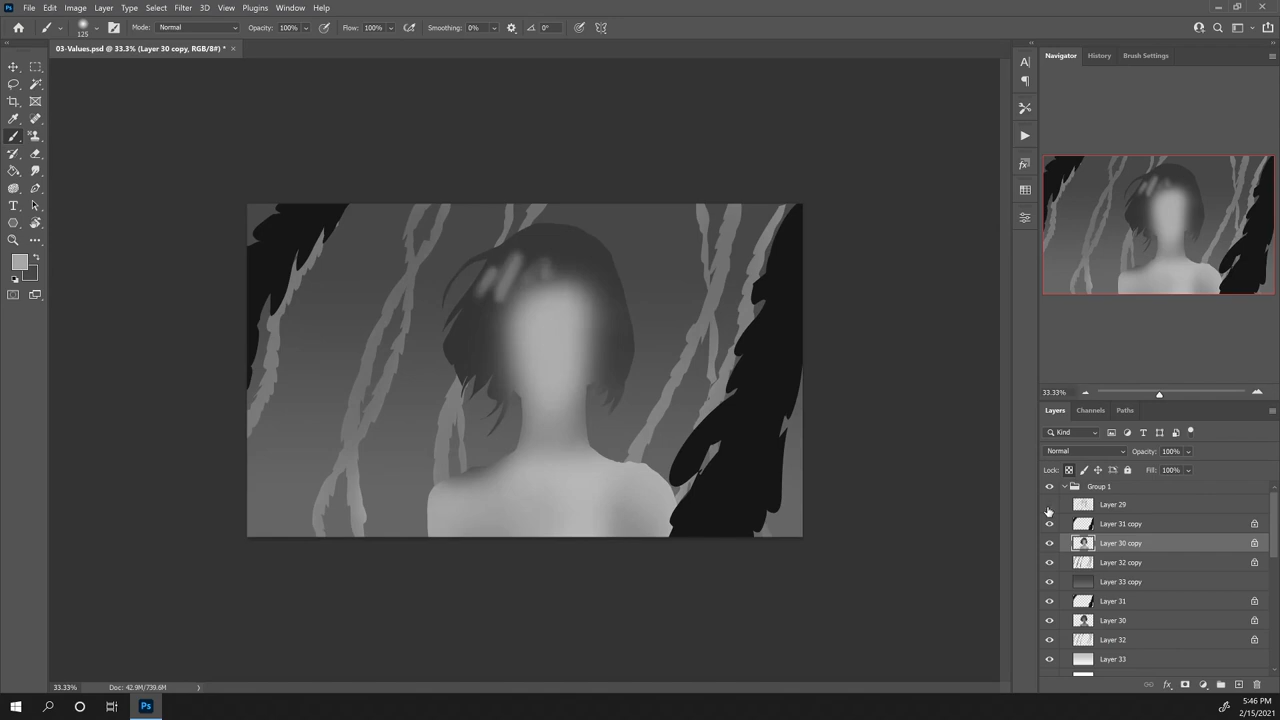 Ps File Edit Image Layer Type Select Filter 3D View Plugins Window Help
125 Mode: Normal Opacity: 100% Flow: 100% Smoothing: 0% 0°
03-Values.psd @ 33.3% (Layer 30 copy, RGB/8#) * ×
Navigator History Brush Settings
33.33%
Layers Channels Paths
Kind
Normal Opacity: 100%
Lock: Fill: 100%
Group 1
Layer 29
Layer 31 copy
Layer 30 copy
Layer 32 copy
Layer 33 copy
Layer 31
Layer 30
Layer 32
Layer 33
33.33% Doc: 42.9M/739.6M
fx
Ps
5:46 PM
2/15/2021